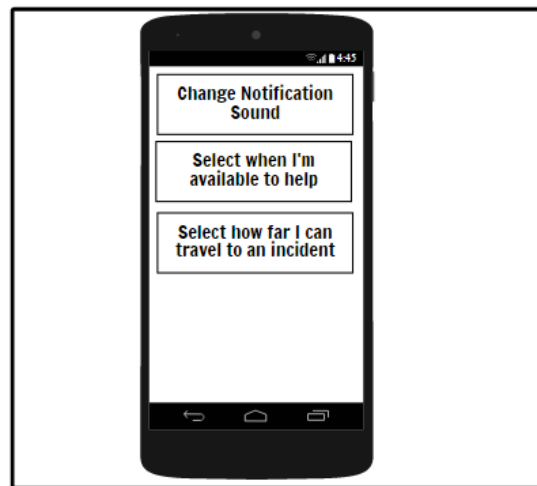 4:45
Change Notification
Sound
Select when I'm
available to help
Select how far I can
travel to an incident